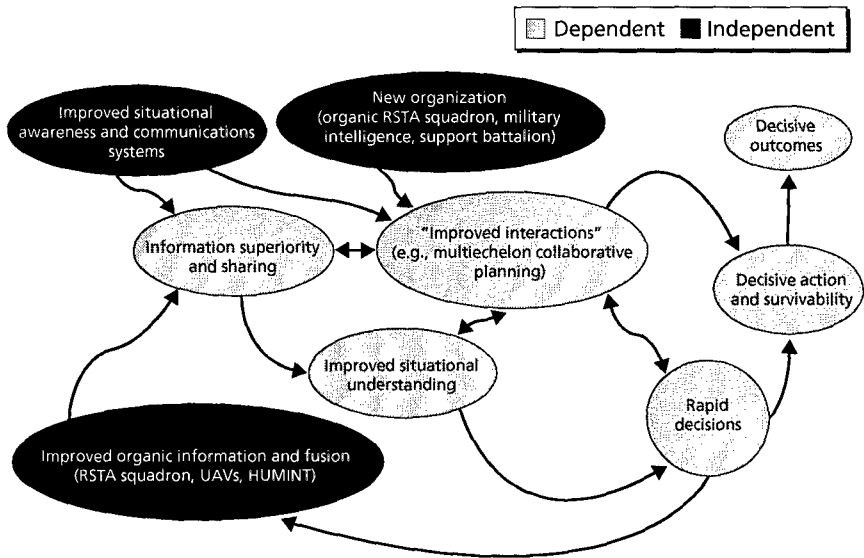 Dependent
Independent
Improved situational
awareness and communications
systems
New organization
(organic RSTA squadron, military
intelligence, support battalion)
Decisive
outcomes
Information superiority
and sharing
"Improved interactions"
(e.g., multiechelon collaborative
planning)
Decisive action
and survivability
Improved situational
understanding
Rapid
decisions
Improved organic information and fusion
(RSTA squadron, UAVs, HUMINT)